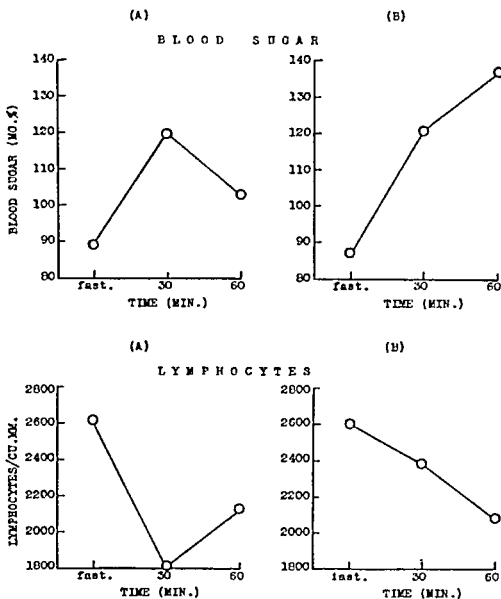 (A) (B)
BLOOD SUGAR
140 140
130 130
120 120
110 110
100 100
90 90
80 80
BLOOD SUGAR (MO.%)
fast. 30 60 fast. 30 60
TIME (MIN.) TIME (MIN.)
(A) (B)
LYMPHOCYTES
2800 2800
2600 2600
2400 2400
2200 2200
2000 2000
1800 1800
LYMPHOCYTES/CU.MM.
fast. 30 60 fast. 30 60
TIME (MIN.) TIME (MIN.)